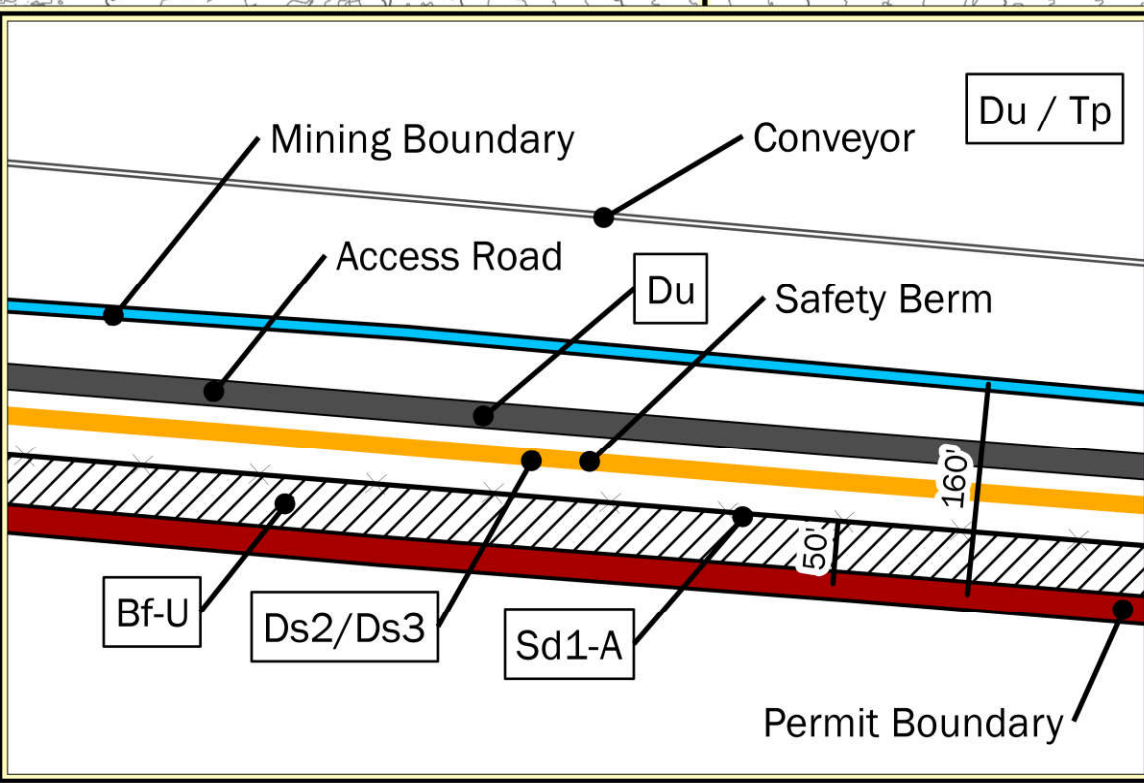 Du / Tp
Mining Boundary
Conveyor
Access Road
Du
Safety Berm
160'
50'
Bf-U
Ds2/Ds3
Sd1-A
Permit Boundary